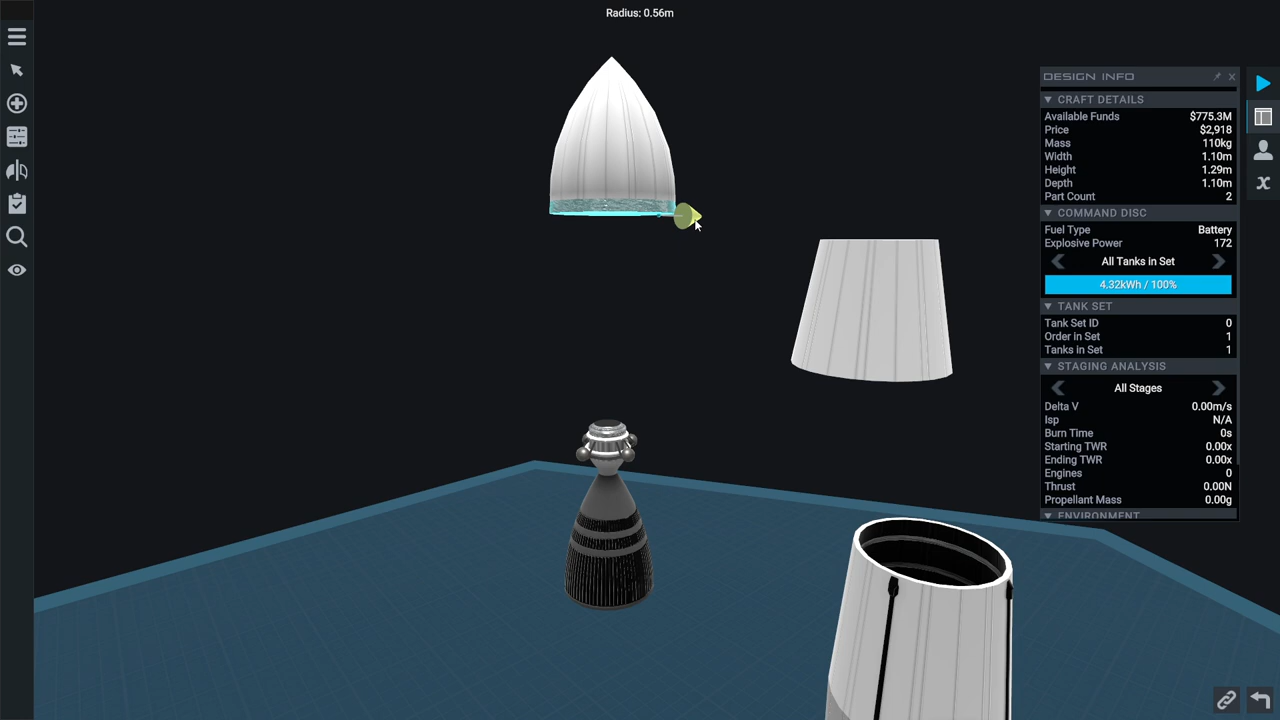 Radius: 0.56m
DESIGN INFO
CRAFT DETAILS
Available Funds $775.3M
Price $2,918
Mass 110kg
Width 1.10m
Height 1.29m
Depth 1.10m
Part Count 2
COMMAND DISC
Fuel Type Battery
Explosive Power 172
All Tanks in Set
4.32kWh / 100%
TANK SET
Tank Set ID 0
Order in Set 1
Tanks in Set 1
STAGING ANALYSIS
All Stages
Delta V 0.00m/s
Isp N/A
Burn Time 0s
Starting TWR 0.00x
Ending TWR 0.00x
Engines 0
Thrust 0.00N
Propellant Mass 0.00g
ENVIRONMENT